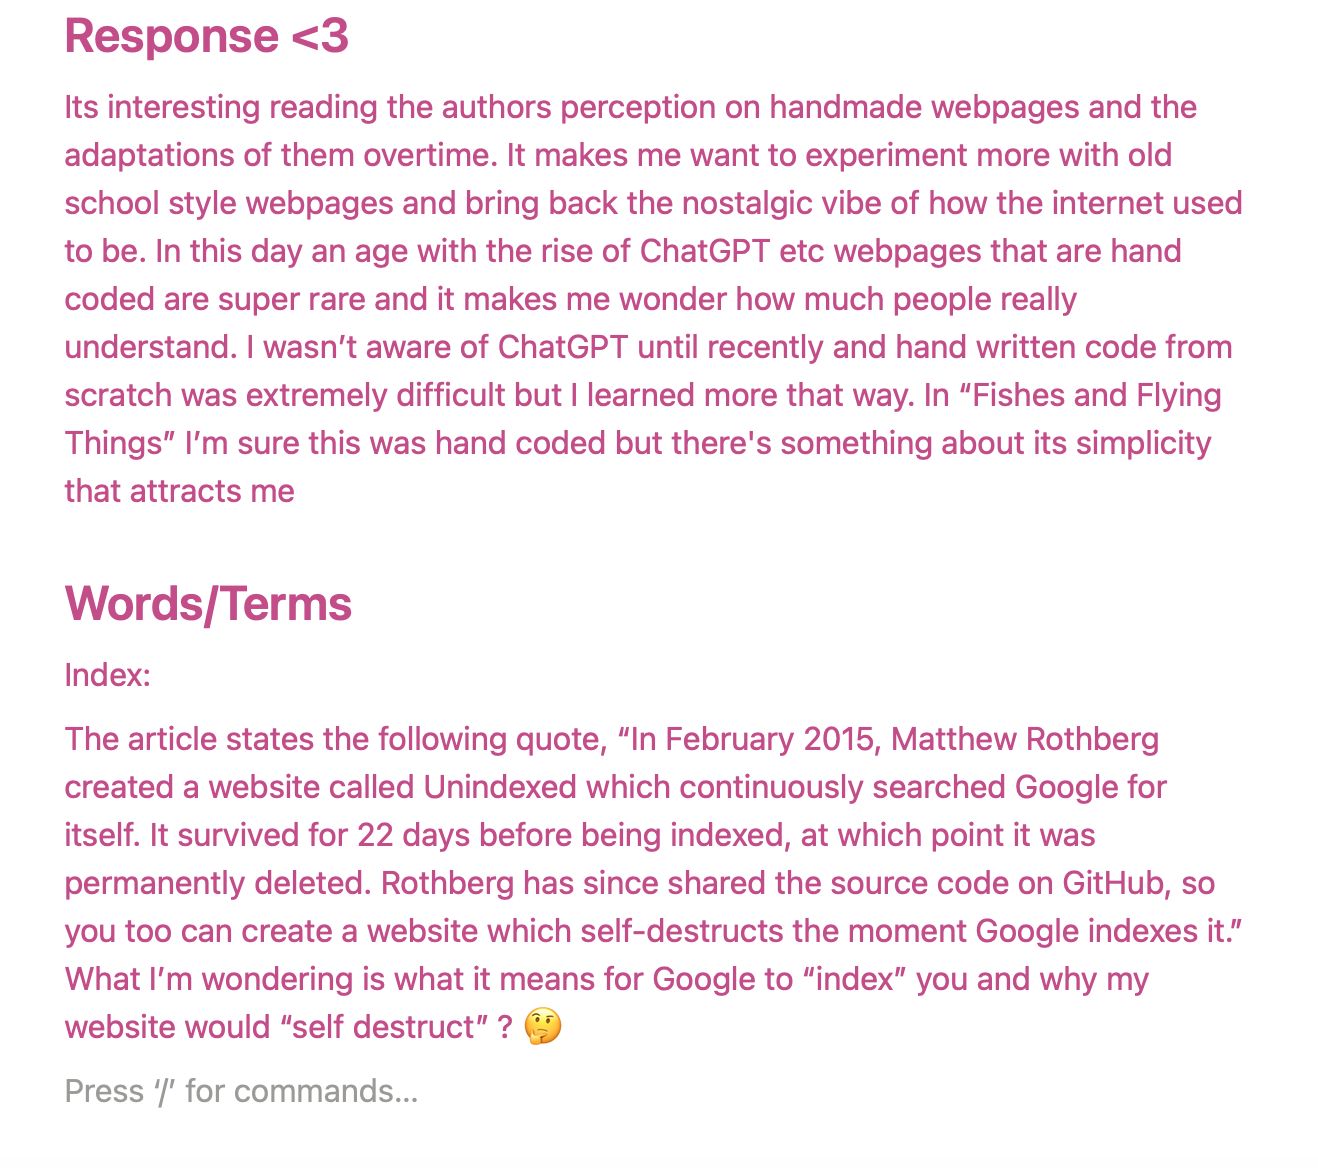 Response <3
Its interesting reading the authors perception on handmade webpages and the
adaptations of them overtime. It makes me want to experiment more with old
school style webpages and bring back the nostalgic vibe of how the internet used
to be. In this day an age with the rise of ChatGPT etc webpages that are hand
coded are super rare and it makes me wonder how much people really
understand. I wasn’t aware of ChatGPT until recently and hand written code from
scratch was extremely difficult but I learned more that way. In “Fishes and Flying
Things” I’m sure this was hand coded but there's something about its simplicity
that attracts me
Words/Terms
Index:
The article states the following quote, “In February 2015, Matthew Rothberg
created a website called Unindexed which continuously searched Google for
itself. It survived for 22 days before being indexed, at which point it was
permanently deleted. Rothberg has since shared the source code on GitHub, so
you too can create a website which self-destructs the moment Google indexes it.”
What I’m wondering is what it means for Google to “index” you and why my
website would “self destruct” ? 🤔
Press ‘/’ for commands...